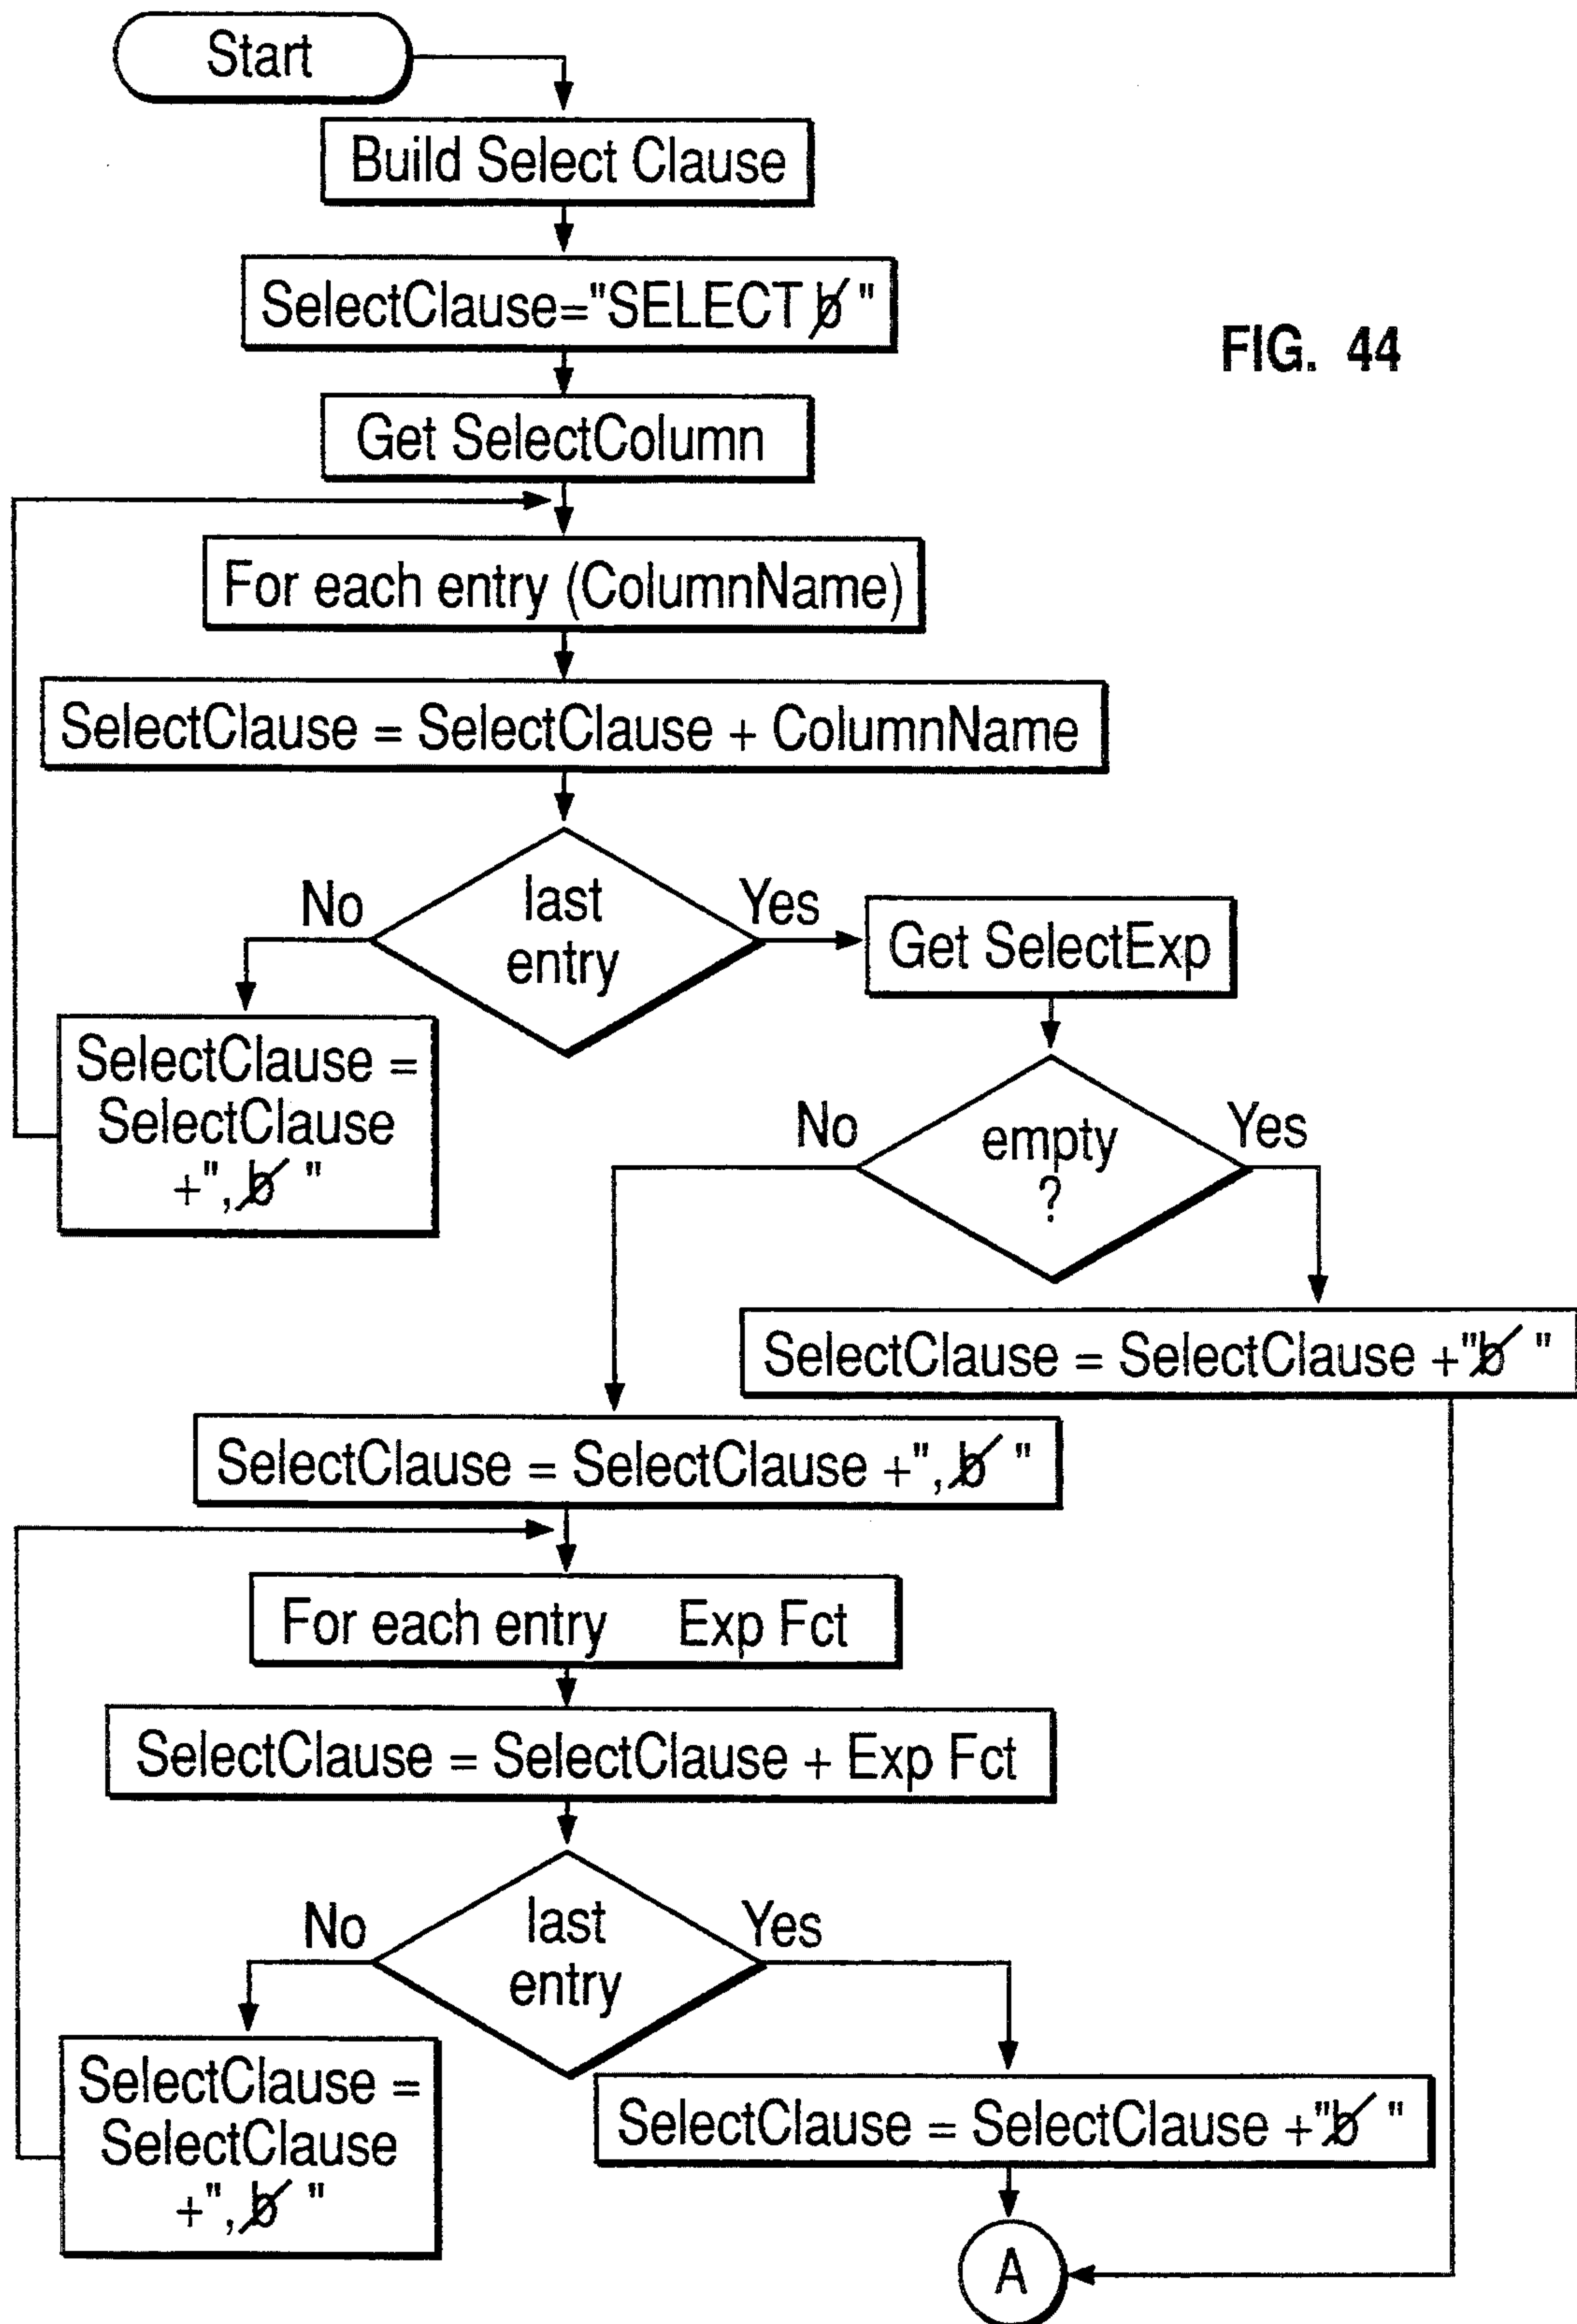 Start
Build Select Clause
SelectClause="SELECT b̸ "
FIG. 44
Get SelectColumn
For each entry (ColumnName)
SelectClause = SelectClause + ColumnName
No
last
entry
Yes
Get SelectExp
SelectClause =
SelectClause
+", b̸ "
No
empty
?
Yes
SelectClause = SelectClause +"b̸ "
SelectClause = SelectClause +", b̸ "
For each entry Exp Fct
SelectClause = SelectClause + Exp Fct
No
last
entry
Yes
SelectClause =
SelectClause
+", b̸ "
SelectClause = SelectClause +"b̸ "
A